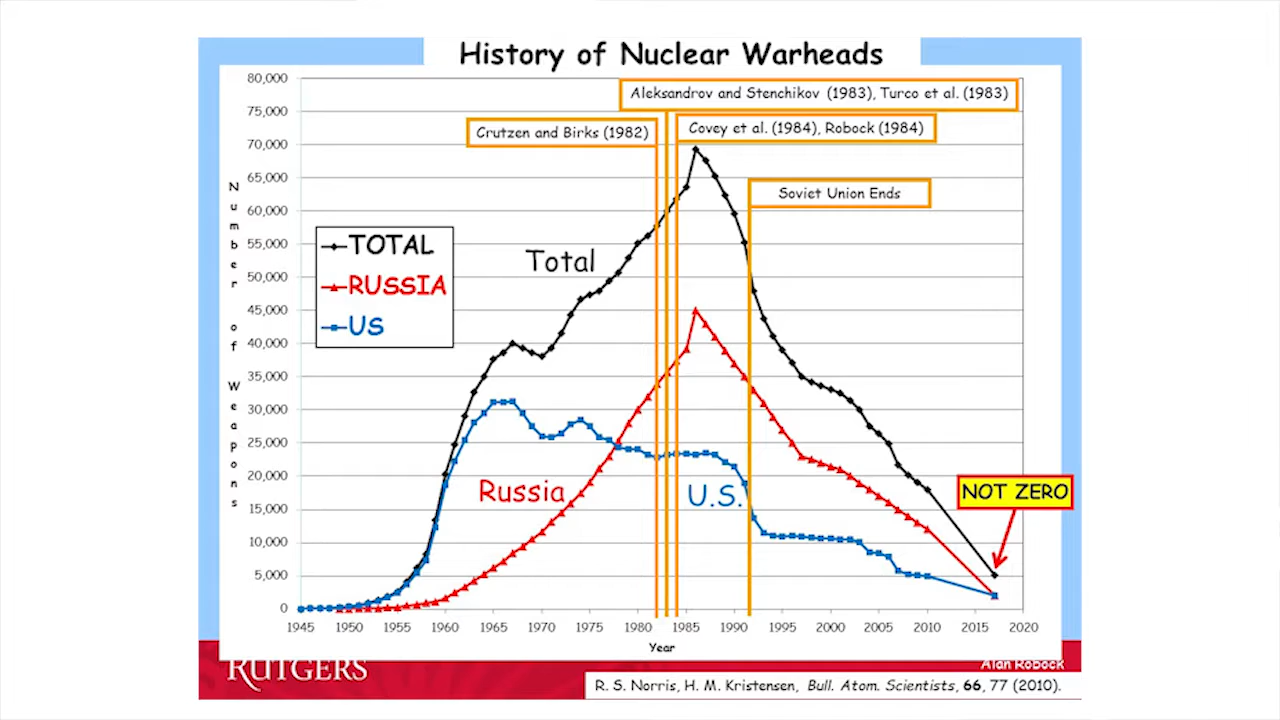 History of Nuclear Warheads
80,000
75,000
70,000
65,000
60,000
55,000
50,000
45,000
40,000
35,000
30,000
25,000
20,000
15,000
10,000
5,000
0
Number of Weapons
Aleksandrov and Stenchikov (1983), Turco et al. (1983)
Crutzen and Birks (1982)
Covey et al. (1984), Robock (1984)
Soviet Union Ends
TOTAL
RUSSIA
US
Total
Russia
U.S.
NOT ZERO
1945 1950 1955 1960 1965 1970 1975 1980 1985 1990 1995 2000 2005 2010 2015 2020
Year
RUTGERS
Alan Robock
R. S. Norris, H. M. Kristensen, Bull. Atom. Scientists, 66, 77 (2010).